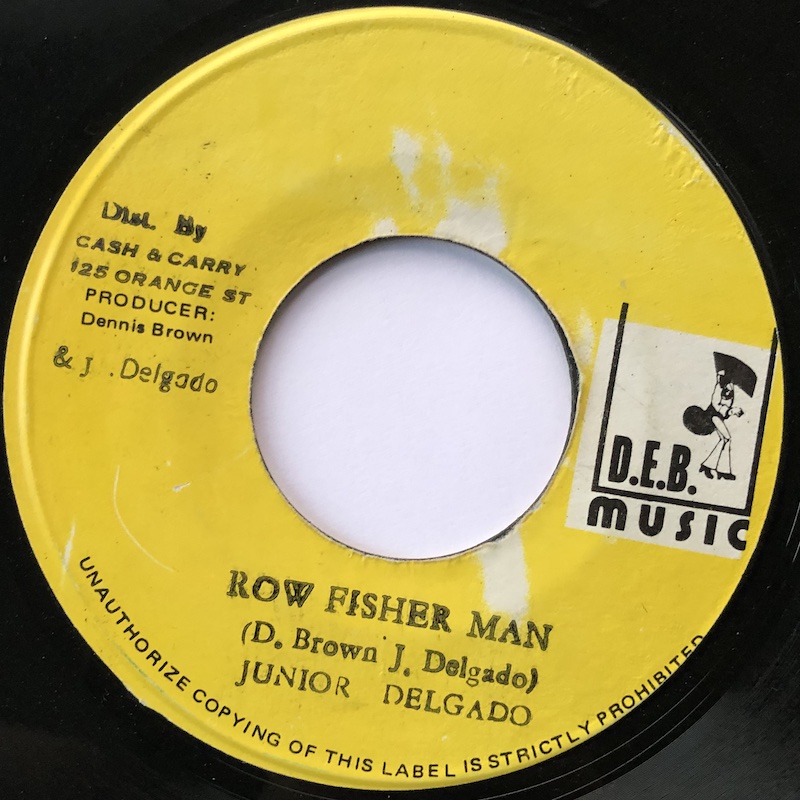 Dist. By
CASH & CARRY
125 ORANGE ST
PRODUCER:
Dennis Brown
& J. Delgado
D.E.B.
MUSIC
ROW FISHER MAN
(D. Brown J. Delgado)
JUNIOR DELGADO
UNAUTHORIZE COPYING OF THIS LABEL IS STRICTLY PROHIBITED